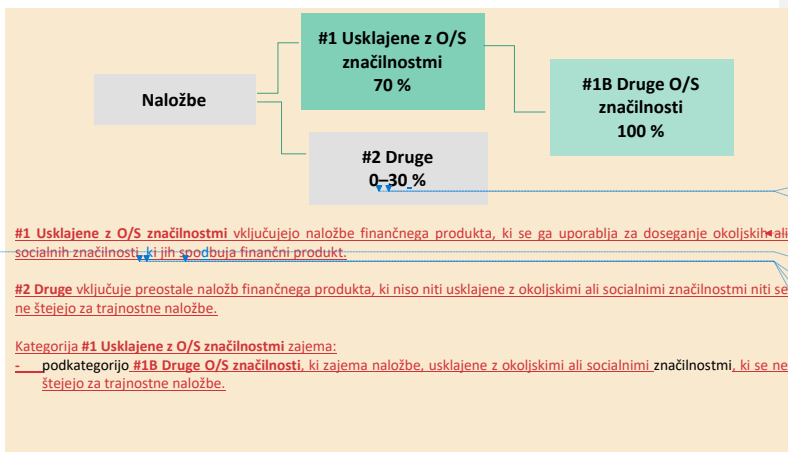 #1 Usklajene z O/S
značilnostmi
70 %
Naložbe
#1B Druge O/S
značilnosti
100 %
#2 Druge
0–30 %
#1 Usklajene z O/S značilnostmi vključujejo naložbe finančnega produkta, ki se ga uporablja za doseganje okoljskih ali
socialnih značilnosti, ki jih spodbuja finančni produkt.
#2 Druge vključuje preostale naložb finančnega produkta, ki niso niti usklajene z okoljskimi ali socialnimi značilnostmi niti se
ne štejejo za trajnostne naložbe.
Kategorija #1 Usklajene z O/S značilnostmi zajema:
- podkategorijo #1B Druge O/S značilnosti, ki zajema naložbe, usklajene z okoljskimi ali socialnimi značilnostmi, ki se ne
štejejo za trajnostne naložbe.